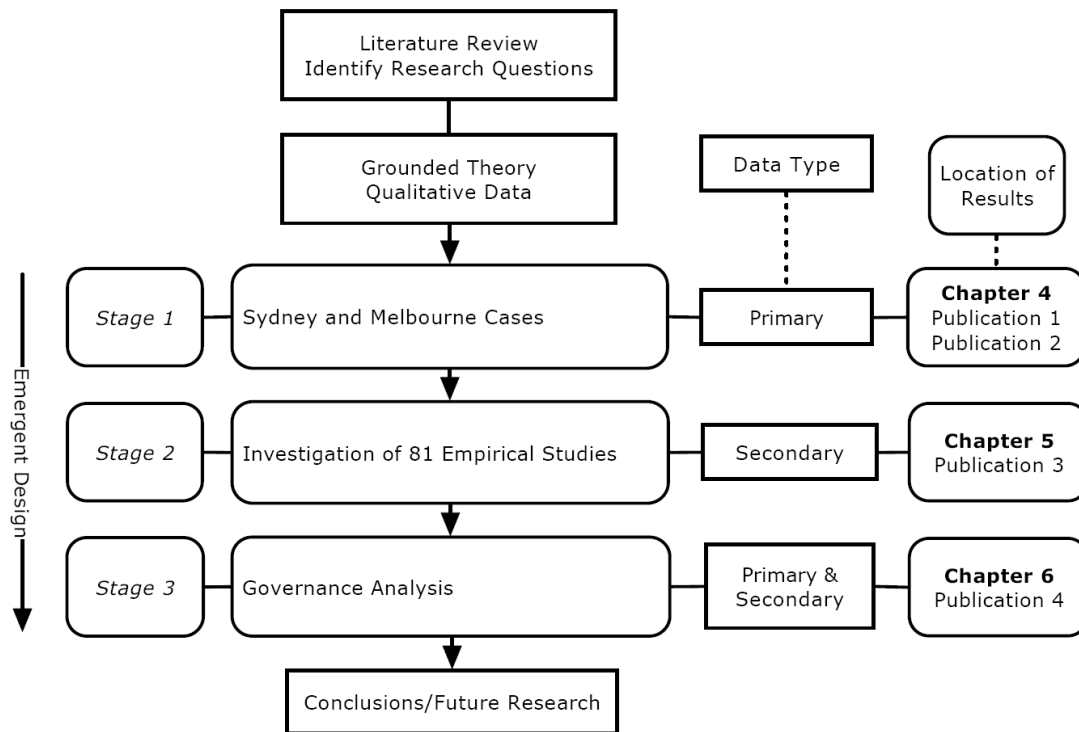 Literature Review
Identify Research Questions
Grounded Theory
Qualitative Data
Data Type
Location of
Results
Emergent Design
Stage 1
Sydney and Melbourne Cases
Primary
Chapter 4
Publication 1
Publication 2
Stage 2
Investigation of 81 Empirical Studies
Secondary
Chapter 5
Publication 3
Stage 3
Governance Analysis
Primary &
Secondary
Chapter 6
Publication 4
Conclusions/Future Research